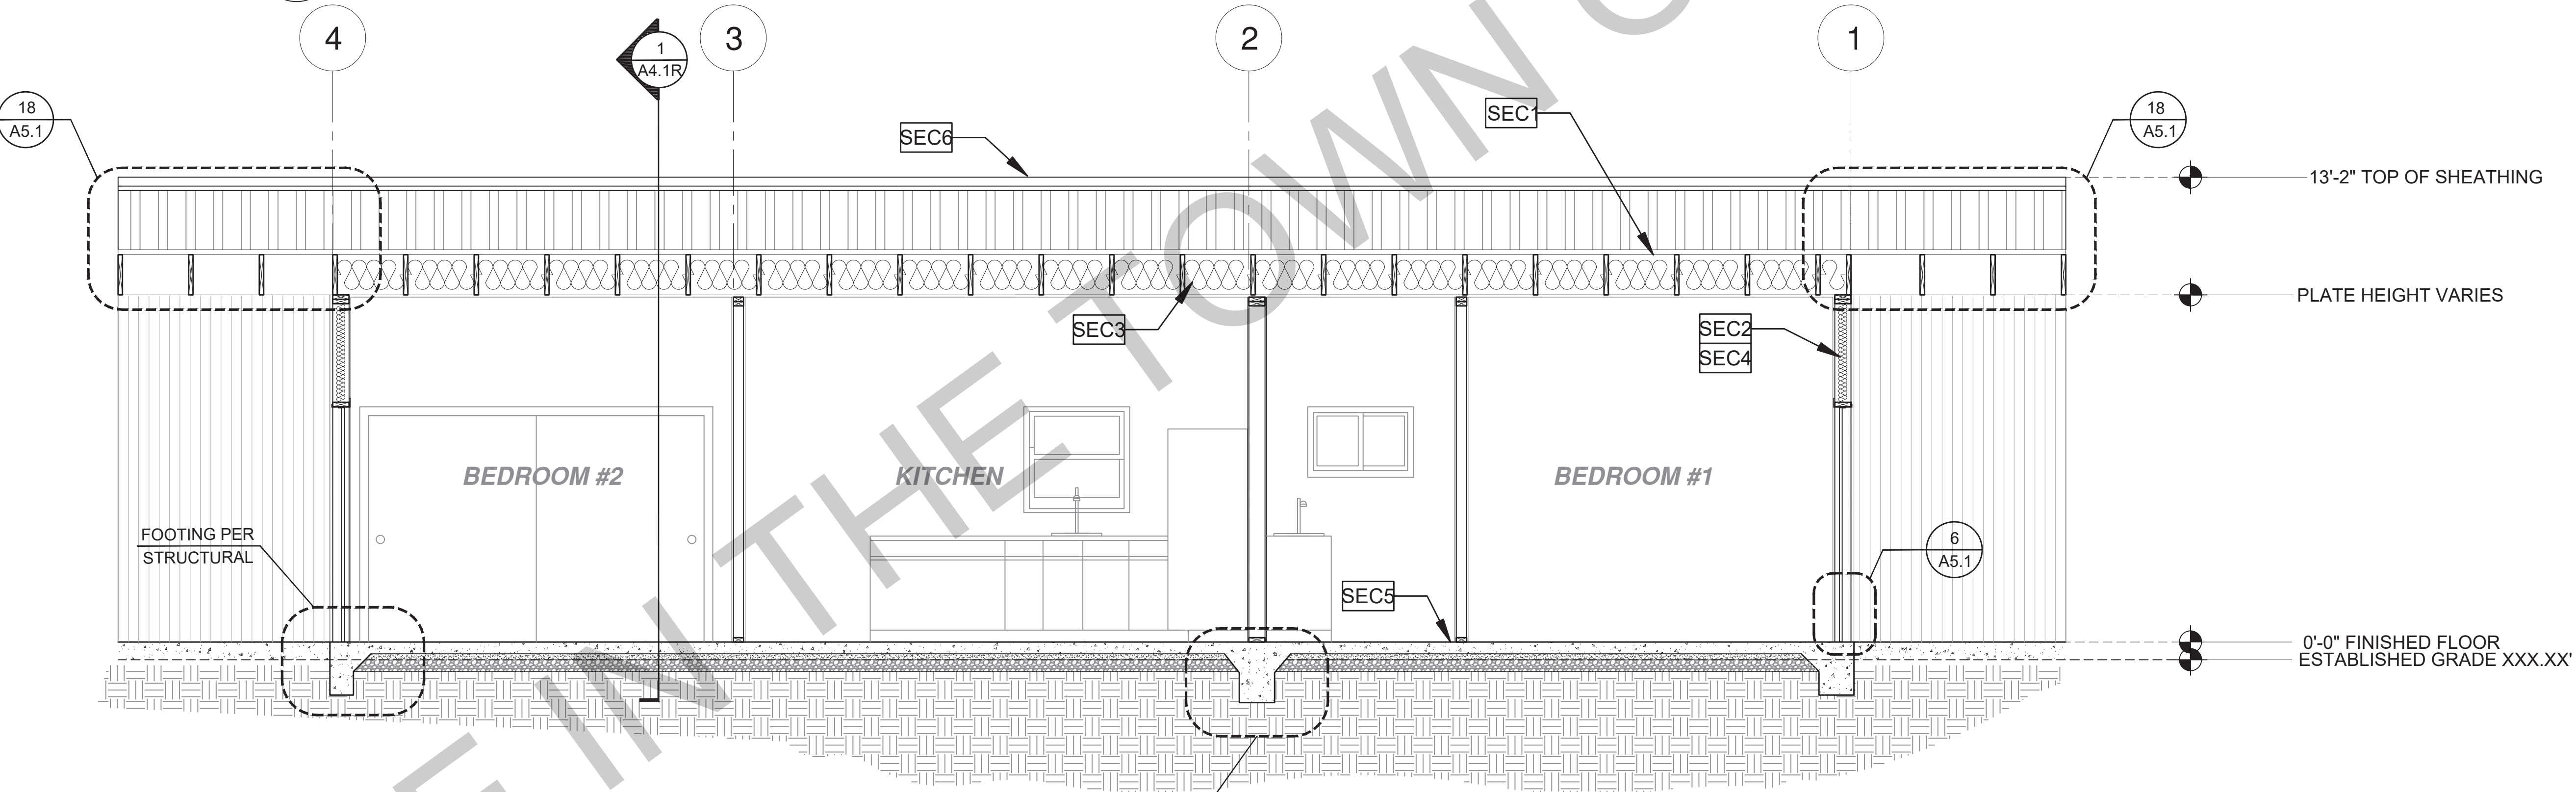 4
3
2
1
1
A4.1R
18
A5.1
18
A5.1
SEC6
SEC1
13'-2" TOP OF SHEATHING
PLATE HEIGHT VARIES
SEC3
SEC2
SEC4
BEDROOM #2
KITCHEN
BEDROOM #1
FOOTING PER
STRUCTURAL
6
A5.1
SEC5
0'-0" FINISHED FLOOR
ESTABLISHED GRADE XXX.XX'
IN THE TOWN